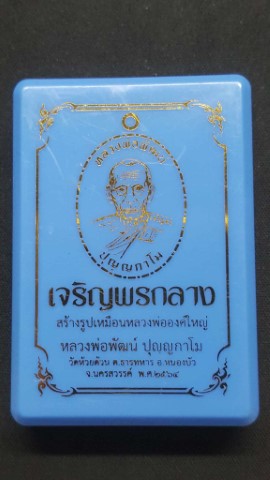 ปุญฺญกาโม
เจริญพรกลาง
สร้างรูปเหมือนหลวงพ่อองค์ใหญ่
หลวงพ่อพัฒน์ ปุญฺญกาโม
วัดห้วยด้วน ต.ธารทหาร อ.หนองบัว
จ.นครสวรรค์ พ.ศ.๒๕๖๔